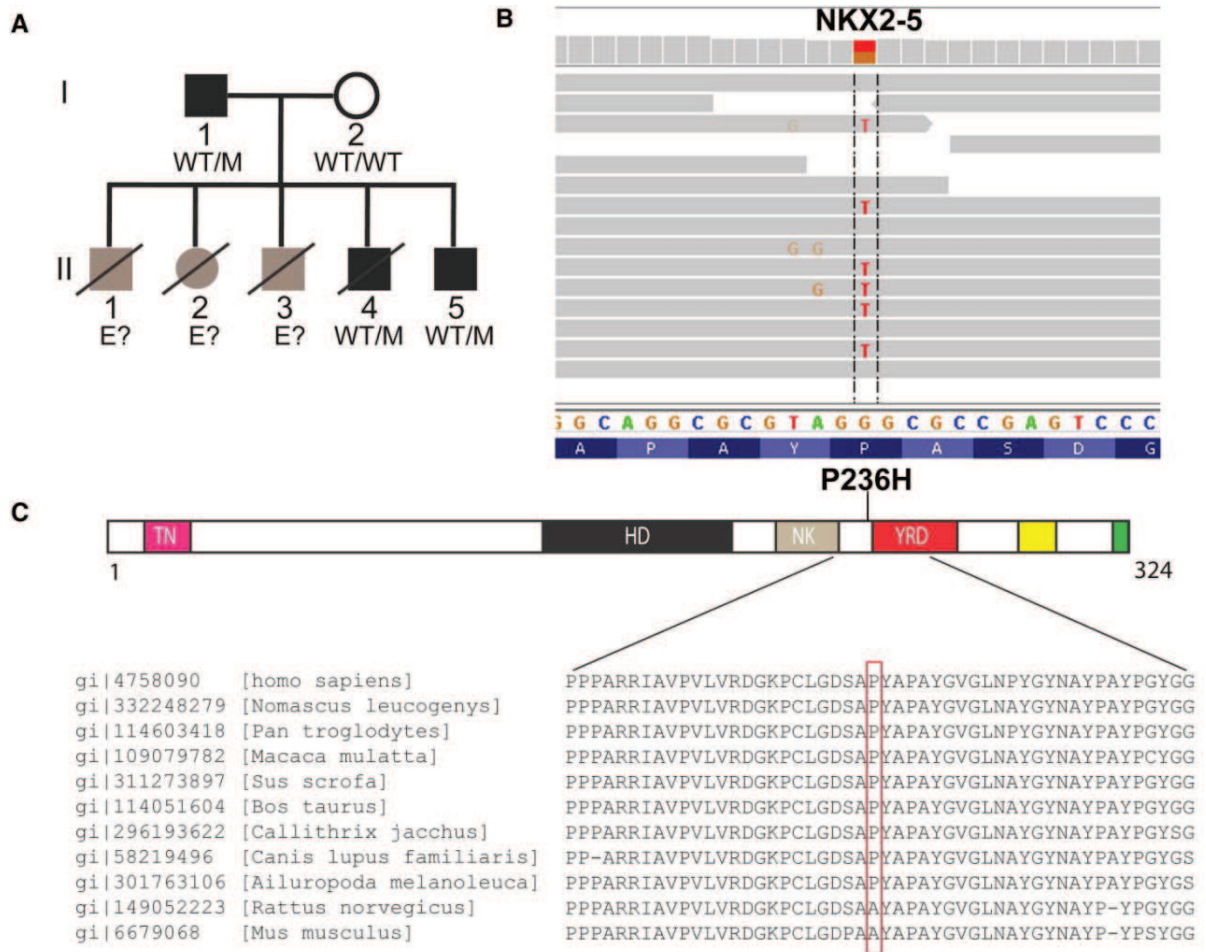 A
I
1
WT/M
2
WT/WT
II
1
E?
2
E?
3
E?
4
WT/M
5
WT/M
B
NKX2-5
G T
T
G G
T
G T
T
T
G G C A G G C G C G T A G G G C G C C G A G T C C C
A P A Y P A S D G
P236H
C
TN HD NK YRD
1 324
gi|4758090 [homo sapiens] PPPARRIAVPVLVRDGKPCLGDSAPYAPAYGVGLNPYGYNAYPAYPGYGG
gi|332248279 [Nomascus leucogenys] PPPARRIAVPVLVRDGKPCLGDSAPYAPAYGVGLNAYGYNAYPAYPGYGG
gi|114603418 [Pan troglodytes] PPPARRIAVPVLVRDGKPCLGDSAPYAPAYGVGLNPYGYNAYPAYPGYGG
gi|109079782 [Macaca mulatta] PPPARRIAVPVLVRDGKPCLGDSAPYAPAYGVGLNAYGYNAYPAYPCYGG
gi|311273897 [Sus scrofa] PPPARRIAVPVLVRDGKPCLGDSAPYAPAYGVGLNAYGYNAYPAYPGYGG
gi|114051604 [Bos taurus] PPPARRIAVPVLVRDGKPCLGDSAPYAPAYGVGLNAYGYNAYPAYPGYGG
gi|296193622 [Callithrix jacchus] PPPARRIAVPVLVRDGKPCLGDSAPYAPAYGVGLNAYGYNAYPAYPGYSG
gi|58219496 [Canis lupus familiaris] PP-ARRIAVPVLVRDGKPCLGDSAPYAPAYGVGLNAYGYNAYPAYPGYGS
gi|301763106 [Ailuropoda melanoleuca] PPPARRIAVPVLVRDGKPCLGDSAPYAPAYGVGLNAYGYNAYPAYPGYGS
gi|149052223 [Rattus norvegicus] PPPARRIAVPVLVRDGKPCLGDSAAYAPAYGVGLNAYGYNAYP-YPGYGG
gi|6679068 [Mus musculus] PPPARRIAVPVLVRDGKPCLGDPAAYAPAYGVGLNAYGYNAYP-YPSYGG